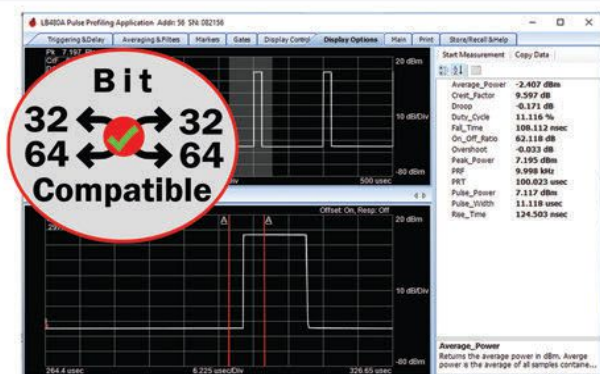 LB480A Pulse Profiling Application Addr: 56 SN: 082156
Triggering &Delay Averaging & Filters Markers Gates Display Control Display Options Main Print Store/Recall &Help
Start Measurement Copy Data
Pk 7.197
20 dBm
10 dB/Div
-80 dBm
500 usec
Bit
32 32
64 64
Compatible
Average_Power -2.407 dBm
Crest_Factor 9.597 dB
Droop -0.171 dB
Duty_Cycle 11.116 %
Fall_Time 108.112 nsec
On_Off_Ratio 62.118 dB
Overshoot -0.033 dB
Peak_Power 7.195 dBm
PRF 9.998 kHz
PRT 100.023 usec
Pulse_Power 7.117 dBm
Pulse_Width 11.118 usec
Rise_Time 124.503 nsec
Offset: On, Resp: Off
20 dBm
10 dB/Div
-80 dBm
264.4 usec 6.225 usec/Div 326.65 usec
Average_Power
Returns the average power in dBm. Averge
power is the average of all samples containe...